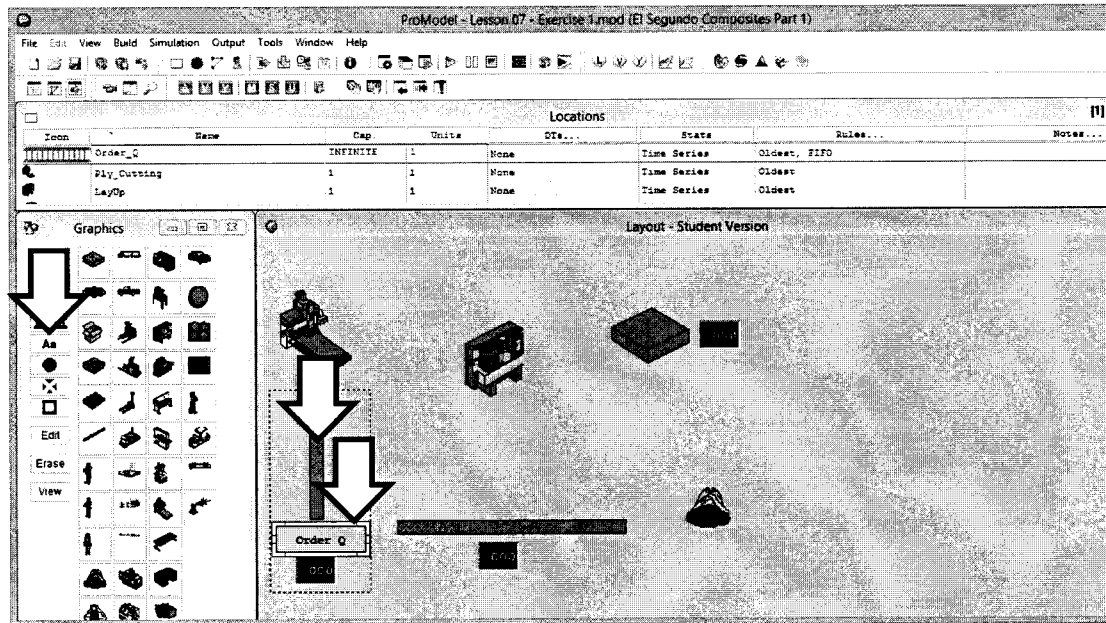 ProModel - Lesson 07 - Exercise 1.mod (El Segundo Composites Part 1)
File Edit View Build Simulation Output Tools Window Help
Locations [1]
Icon Name Cap. Units DTs... Stats Rules... Notes...
Order_Q INFINITE 1 None Time Series Oldest, FIFO
Ply_Cutting 1 1 None Time Series Oldest
LayUp 1 1 None Time Series Oldest
Graphics
Layout - Student Version
Aa
Edit
Erase
View
Order Q